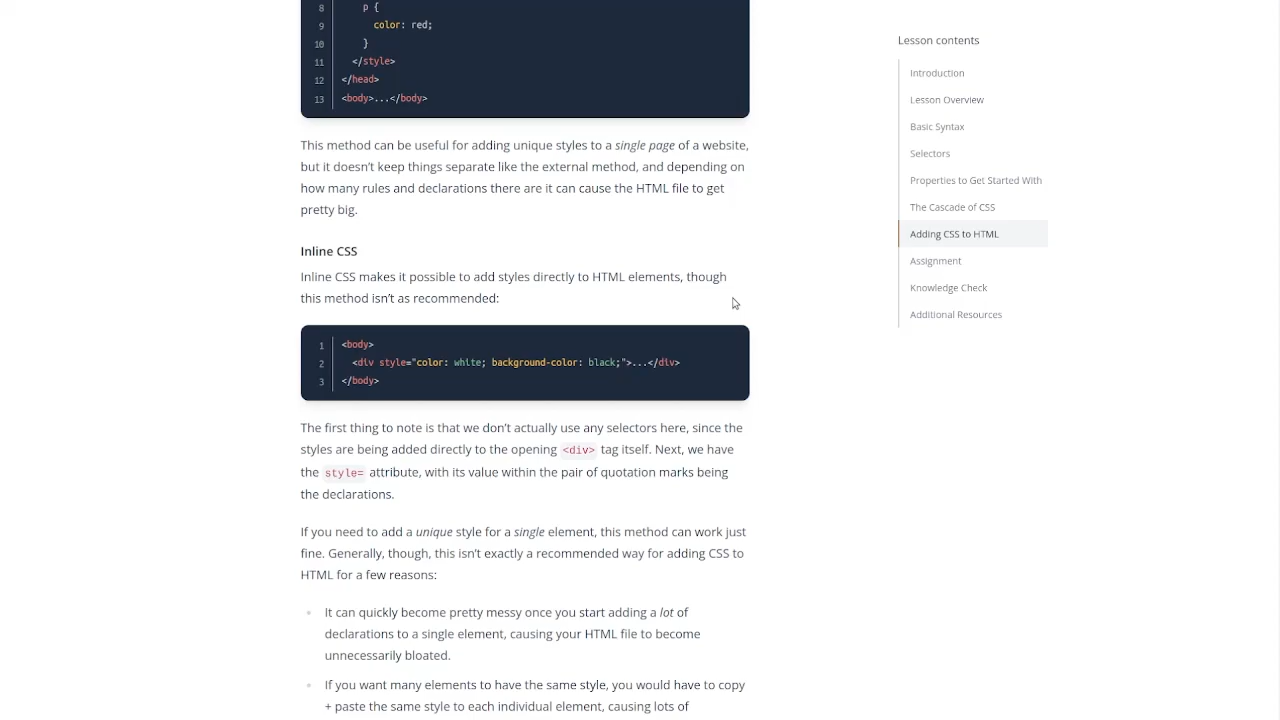 8 p {
9 color: red;
10 }
11 </style>
12 </head>
13 <body>...</body>
This method can be useful for adding unique styles to a single page of a website,
but it doesn’t keep things separate like the external method, and depending on
how many rules and declarations there are it can cause the HTML file to get
pretty big.
Inline CSS
Inline CSS makes it possible to add styles directly to HTML elements, though
this method isn’t as recommended:
1 <body>
2 <div style="color: white; background-color: black;">...</div>
3 </body>
The first thing to note is that we don’t actually use any selectors here, since the
styles are being added directly to the opening <div> tag itself. Next, we have
the style= attribute, with its value within the pair of quotation marks being
the declarations.
If you need to add a unique style for a single element, this method can work just
fine. Generally, though, this isn’t exactly a recommended way for adding CSS to
HTML for a few reasons:
• It can quickly become pretty messy once you start adding a lot of
declarations to a single element, causing your HTML file to become
unnecessarily bloated.
• If you want many elements to have the same style, you would have to copy
+ paste the same style to each individual element, causing lots of
Lesson contents
Introduction
Lesson Overview
Basic Syntax
Selectors
Properties to Get Started With
The Cascade of CSS
Adding CSS to HTML
Assignment
Knowledge Check
Additional Resources